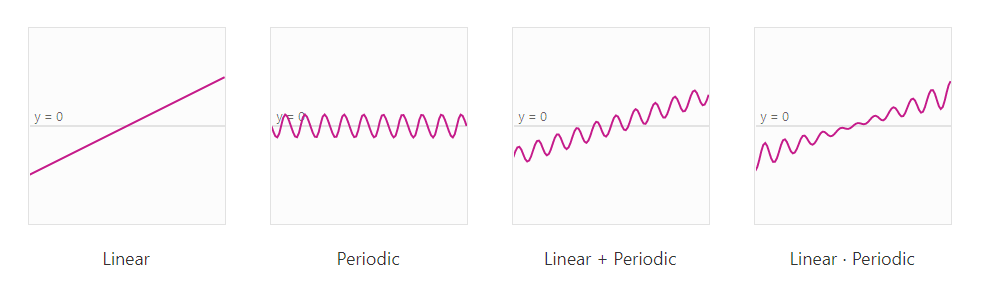 y = 0
y = 0
y = 0
y = 0
Linear
Periodic
Linear + Periodic
Linear · Periodic